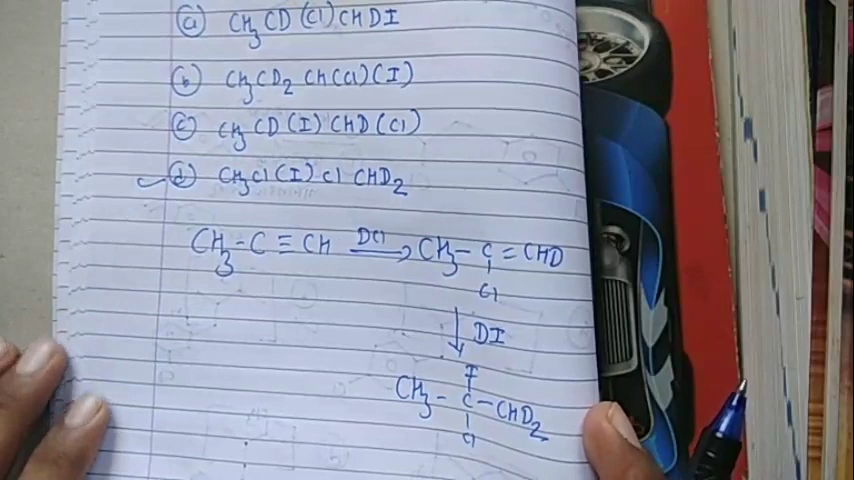 (a) CH3CD(Cl)CHDI
(b) CH3CD2CH(Cl)(I)
(c) CH3CD(I)CHD(Cl)
(d) CH3Cl(I)Cl CHD2
CH3-C≡CH DCl→ CH3-C=CHD
Cl
↓ DI
I
CH3-C-CHD2
Cl